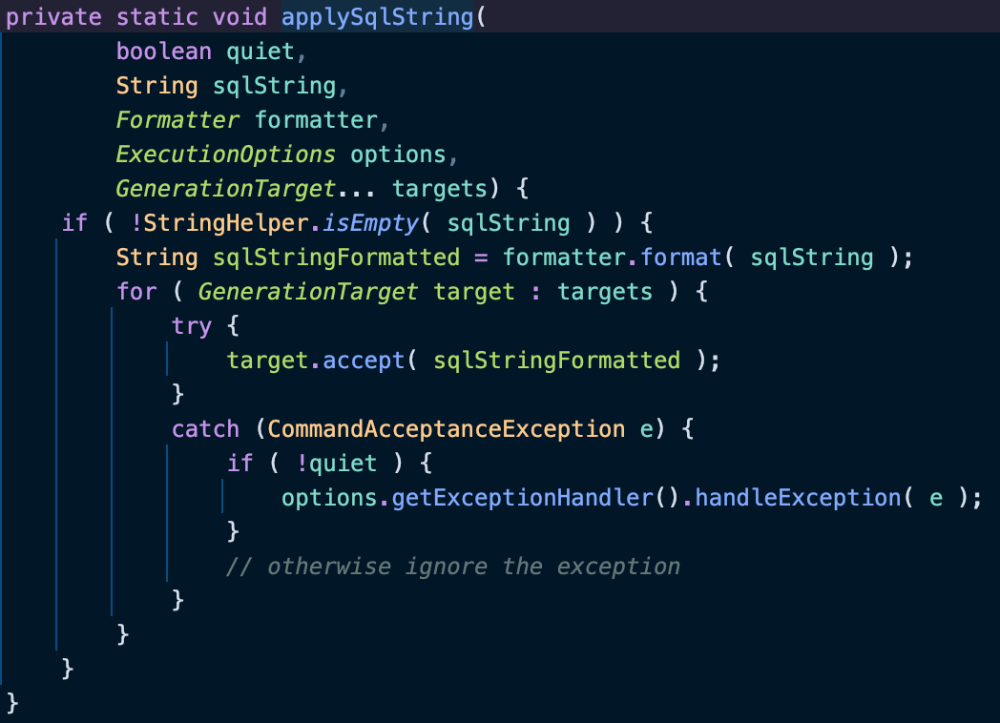 private static void applySqlString(
        boolean quiet,
        String sqlString,
        Formatter formatter,
        ExecutionOptions options,
        GenerationTarget... targets) {
    if ( !StringHelper.isEmpty( sqlString ) ) {
        String sqlStringFormatted = formatter.format( sqlString );
        for ( GenerationTarget target : targets ) {
            try {
                target.accept( sqlStringFormatted );
            }
            catch (CommandAcceptanceException e) {
                if ( !quiet ) {
                    options.getExceptionHandler().handleException( e );
                }
                // otherwise ignore the exception
            }
        }
    }
}